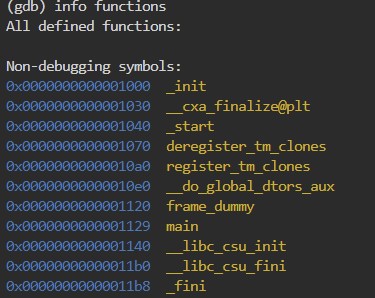 (gdb) info functions
All defined functions:
Non-debugging symbols:
0x0000000000001000  _init
0x0000000000001030  __cxa_finalize@plt
0x0000000000001040  _start
0x0000000000001070  deregister_tm_clones
0x00000000000010a0  register_tm_clones
0x00000000000010e0  __do_global_dtors_aux
0x0000000000001120  frame_dummy
0x0000000000001129  main
0x0000000000001140  __libc_csu_init
0x00000000000011b0  __libc_csu_fini
0x00000000000011b8  _fini